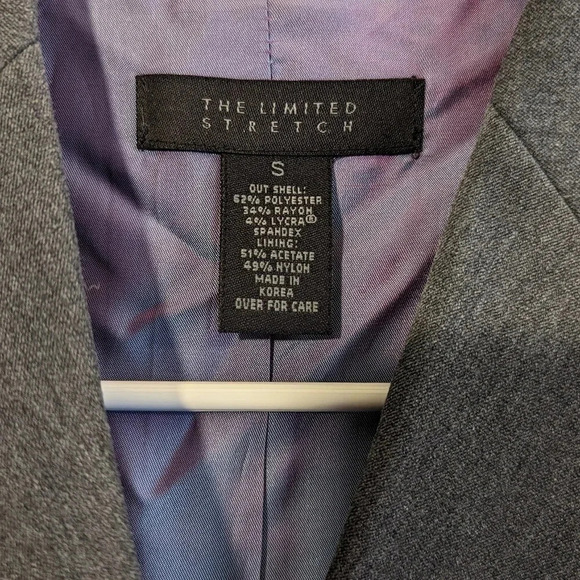 THE LIMITED
STRETCH
S
OUT SHELL:
62% POLYESTER
34% RAYON
4% LYCRA®
SPANDEX
LINING:
51% ACETATE
49% NYLON
MADE IN
KOREA
OVER FOR CARE